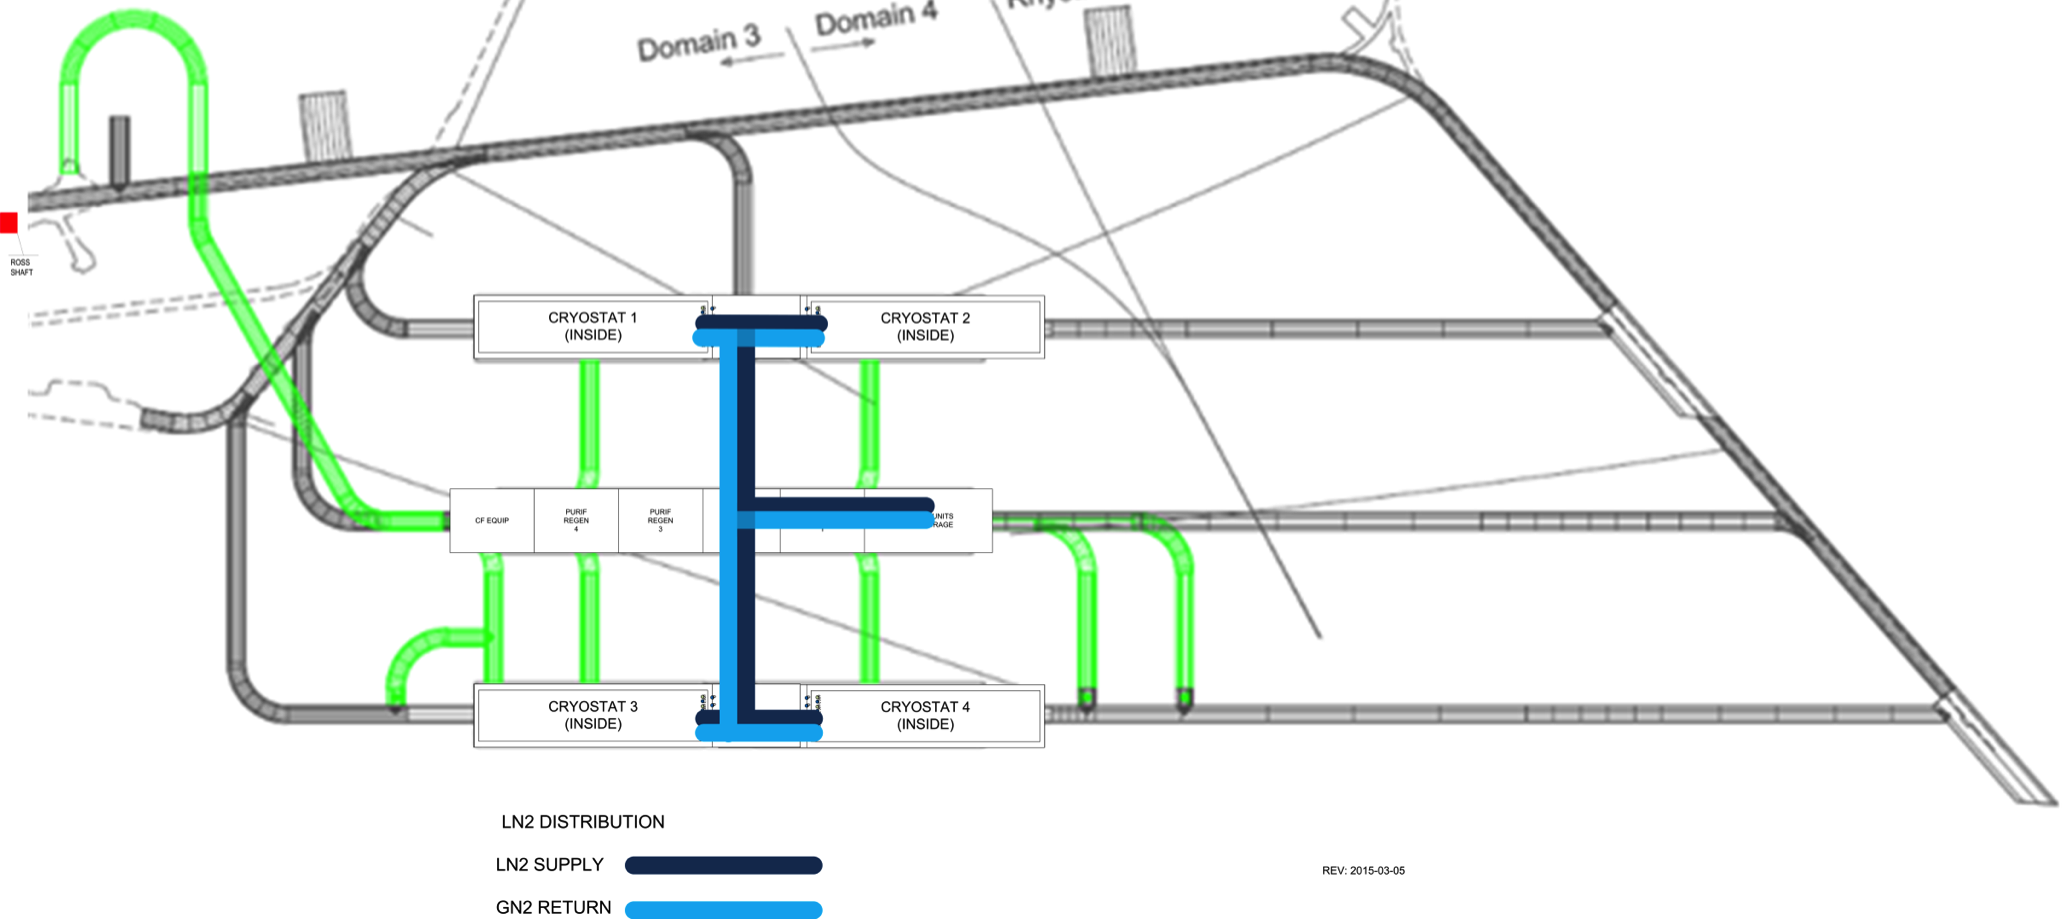 Domain 3
Domain 4
ROSS
SHAFT
CRYOSTAT 1
(INSIDE)
CRYOSTAT 2
(INSIDE)
CF EQUIP
PURIF
REGEN
4
PURIF
REGEN
3
UNITS
CRYOSTAT 3
(INSIDE)
CRYOSTAT 4
(INSIDE)
LN2 DISTRIBUTION
LN2 SUPPLY
GN2 RETURN
REV: 2015-03-05